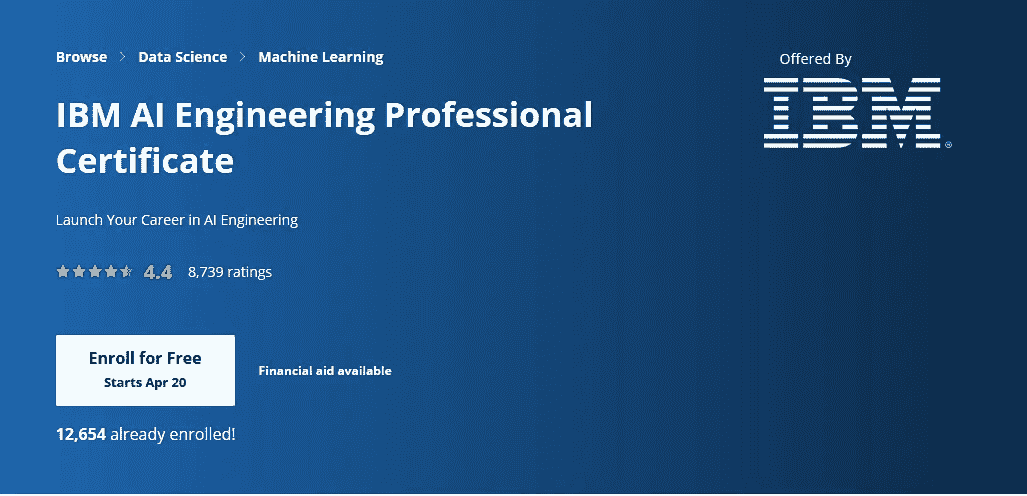 Browse > Data Science > Machine Learning
Offered By
IBM®
IBM AI Engineering Professional
Certificate
Launch Your Career in AI Engineering
4.4 8,739 ratings
Enroll for Free
Starts Apr 20
Financial aid available
12,654 already enrolled!